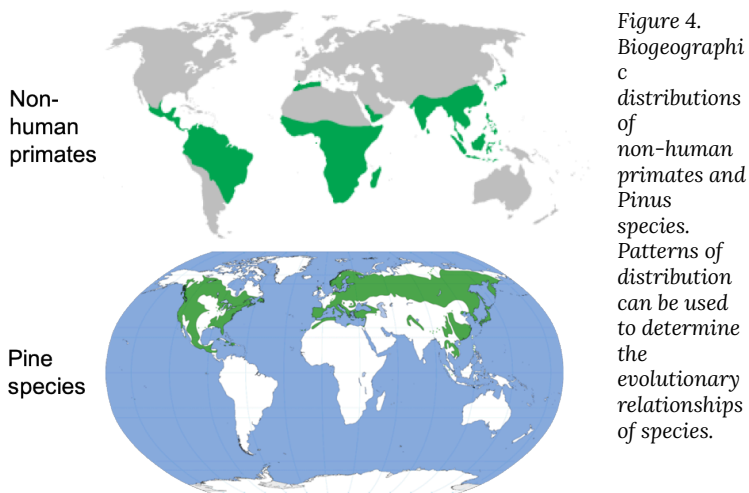 Non-
human
primates
Pine
species
Figure 4.
Biogeographi
c
distributions
of
non-human
primates and
Pinus
species.
Patterns of
distribution
can be used
to determine
the
evolutionary
relationships
of species.